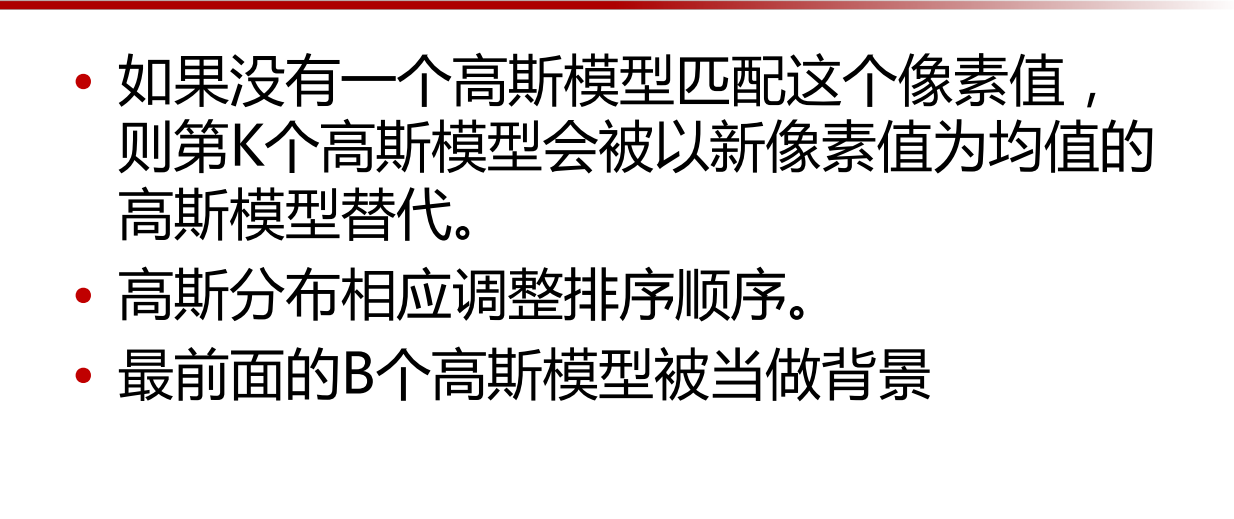 • 如果没有一个高斯模型匹配这个像素值，
则第K个高斯模型会被以新像素值为均值的
高斯模型替代。
• 高斯分布相应调整排序顺序。
• 最前面的B个高斯模型被当做背景